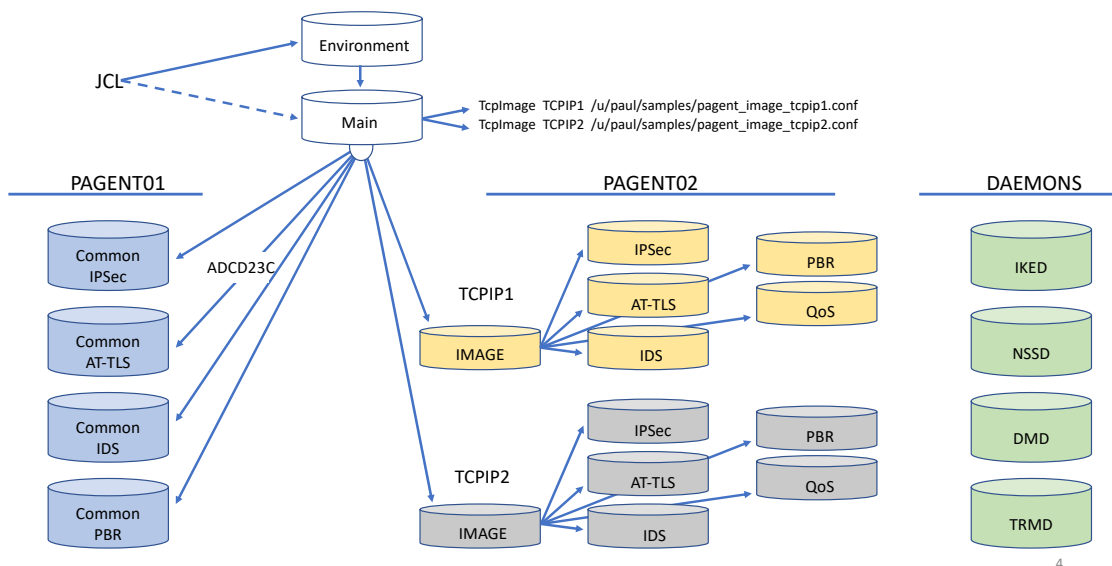 Environment
JCL
Main
TcpImage TCPIP1 /u/paul/samples/pagent_image_tcpip1.conf
TcpImage TCPIP2 /u/paul/samples/pagent_image_tcpip2.conf
PAGENT01
PAGENT02
DAEMONS
Common
IPSec
ADCD23C
Common
AT-TLS
Common
IDS
Common
PBR
TCPIP1
IMAGE
IPSec
AT-TLS
IDS
PBR
QoS
TCPIP2
IMAGE
IPSec
AT-TLS
IDS
PBR
QoS
IKED
NSSD
DMD
TRMD
4